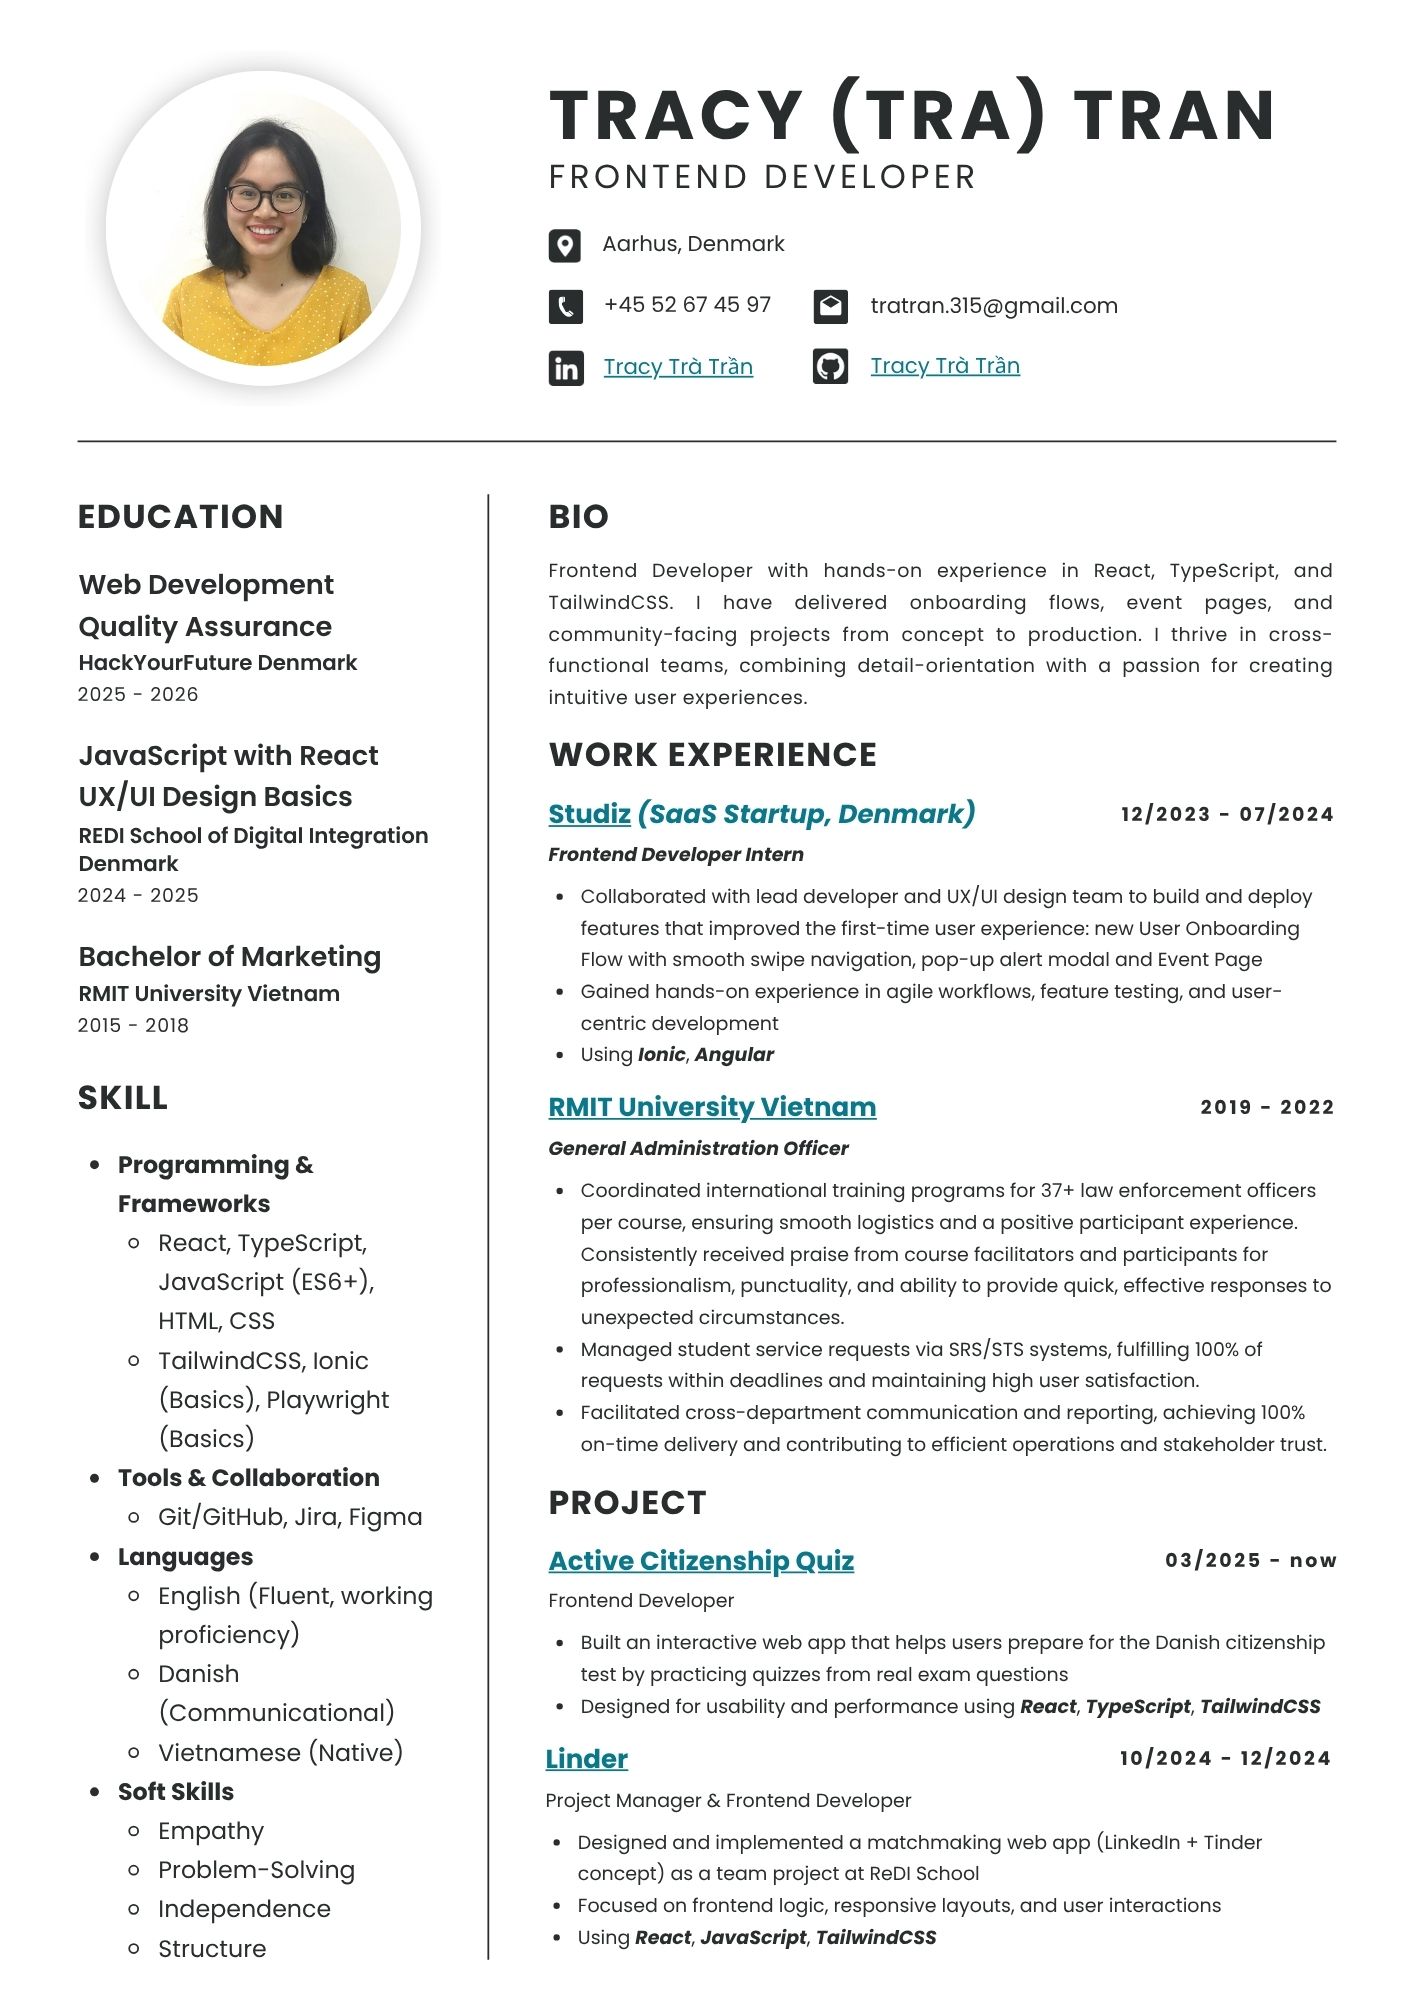 TRACY (TRA) TRAN
FRONTEND DEVELOPER
Aarhus, Denmark
+45 52 67 45 97
tratran.315@gmail.com
Tracy Trà Trần
Tracy Trà Trần
EDUCATION
Web Development
Quality Assurance
HackYourFuture Denmark
2025 - 2026
JavaScript with React
UX/UI Design Basics
REDI School of Digital Integration
Denmark
2024 - 2025
Bachelor of Marketing
RMIT University Vietnam
2015 - 2018
SKILL
• Programming &
Frameworks
○ React, TypeScript,
JavaScript (ES6+),
HTML, CSS
○ TailwindCSS, Ionic
(Basics), Playwright
(Basics)
• Tools & Collaboration
○ Git/GitHub, Jira, Figma
• Languages
○ English (Fluent, working
proficiency)
○ Danish
(Communicational)
○ Vietnamese (Native)
• Soft Skills
○ Empathy
○ Problem-Solving
○ Independence
○ Structure
BIO
Frontend Developer with hands-on experience in React, TypeScript, and
TailwindCSS. I have delivered onboarding flows, event pages, and
community-facing projects from concept to production. I thrive in cross-
functional teams, combining detail-orientation with a passion for creating
intuitive user experiences.
WORK EXPERIENCE
Studiz (SaaS Startup, Denmark) 12/2023 - 07/2024
Frontend Developer Intern
• Collaborated with lead developer and UX/UI design team to build and deploy
features that improved the first-time user experience: new User Onboarding
Flow with smooth swipe navigation, pop-up alert modal and Event Page
• Gained hands-on experience in agile workflows, feature testing, and user-
centric development
• Using Ionic, Angular
RMIT University Vietnam 2019 - 2022
General Administration Officer
• Coordinated international training programs for 37+ law enforcement officers
per course, ensuring smooth logistics and a positive participant experience.
Consistently received praise from course facilitators and participants for
professionalism, punctuality, and ability to provide quick, effective responses to
unexpected circumstances.
• Managed student service requests via SRS/STS systems, fulfilling 100% of
requests within deadlines and maintaining high user satisfaction.
• Facilitated cross-department communication and reporting, achieving 100%
on-time delivery and contributing to efficient operations and stakeholder trust.
PROJECT
Active Citizenship Quiz 03/2025 - now
Frontend Developer
• Built an interactive web app that helps users prepare for the Danish citizenship
test by practicing quizzes from real exam questions
• Designed for usability and performance using React, TypeScript, TailwindCSS
Linder 10/2024 - 12/2024
Project Manager & Frontend Developer
• Designed and implemented a matchmaking web app (LinkedIn + Tinder
concept) as a team project at ReDI School
• Focused on frontend logic, responsive layouts, and user interactions
• Using React, JavaScript, TailwindCSS